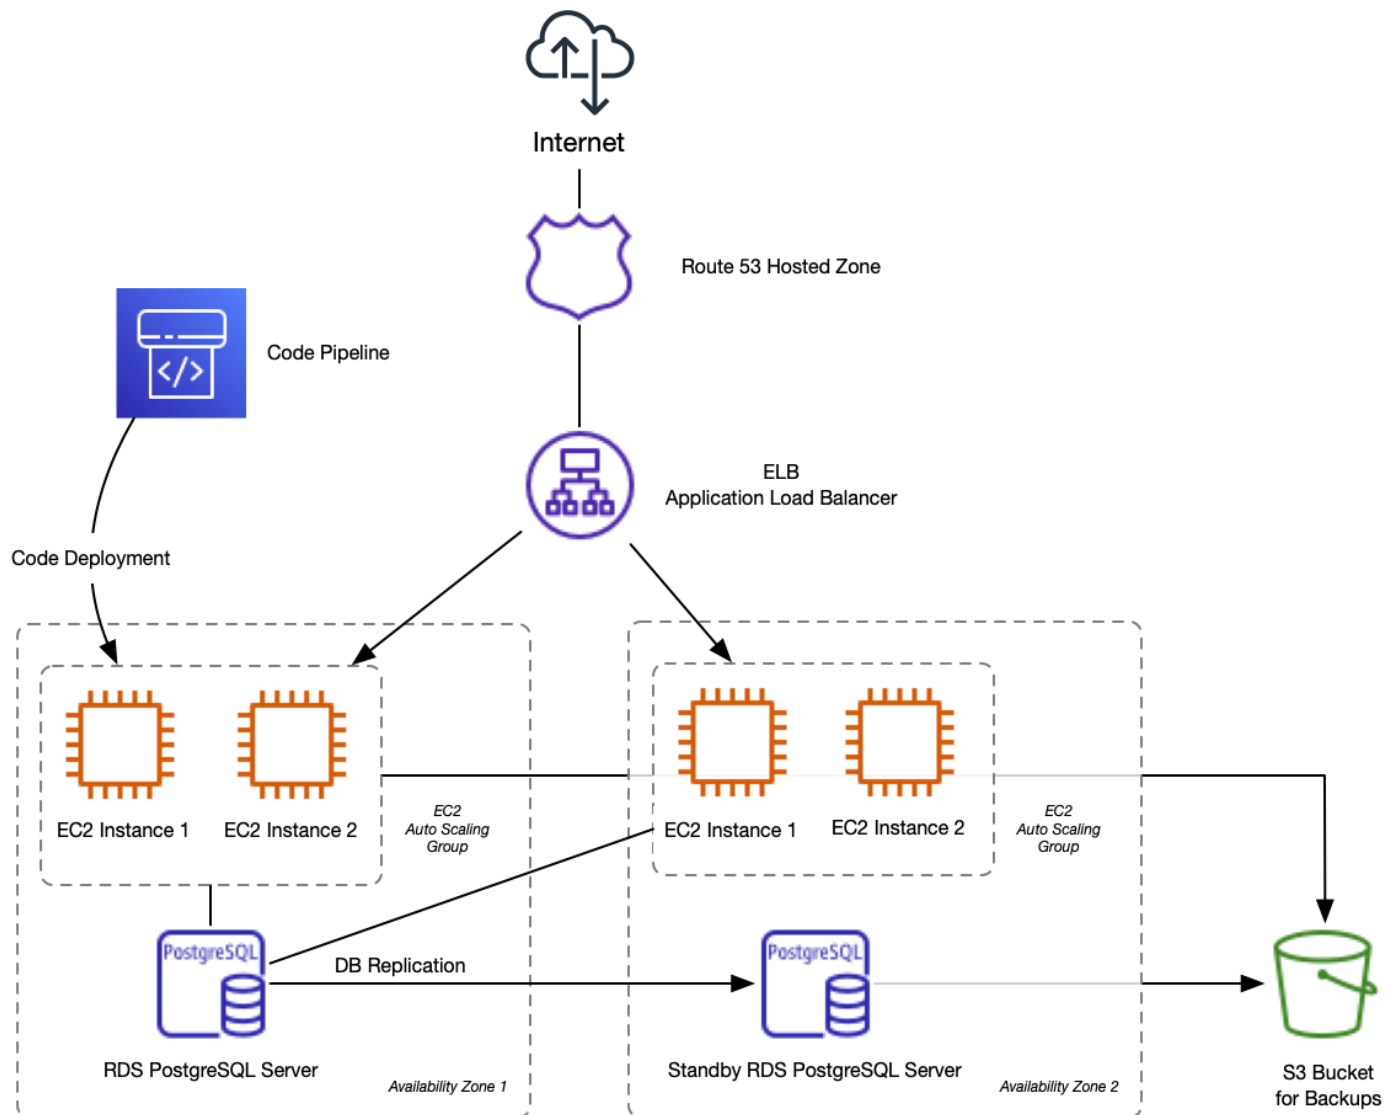 Internet
Route 53 Hosted Zone
</>
Code Pipeline
ELB
Application Load Balancer
Code Deployment
EC2 Instance 1
EC2 Instance 2
EC2
Auto Scaling
Group
EC2 Instance 1
EC2 Instance 2
EC2
Auto Scaling
Group
PostgreSQL
DB Replication
PostgreSQL
RDS PostgreSQL Server
Availability Zone 1
Standby RDS PostgreSQL Server
Availability Zone 2
S3 Bucket
for Backups